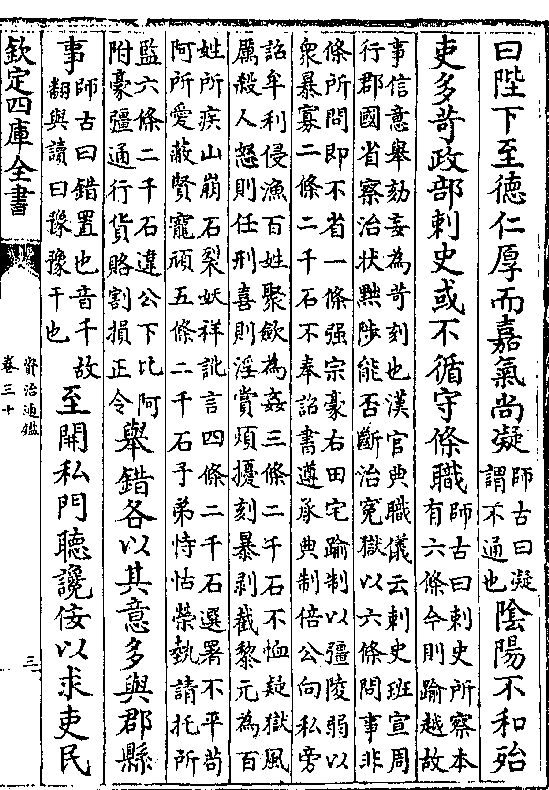 曰陛下至德仁厚而嘉氣尚凝師古曰凝謂不通也陰陽不和殆
吏多苛政部刺史或不循守條職師古曰刺史所察本有六條今則踰越故
事信意舉劾妄為苛刻也漢官典職儀云刺史班宣周
行郡國省察治狀黜陟能否斷治寃獄以六條問事非
條所問即不省一條强宗豪右田宅踰制以彊陵弱以
衆暴寡二條二千石不奉詔書遵承典制倍公向私旁
詔牟利侵漁百姓聚歛為姦三條二千石不恤疑獄風
厲殺人怒則任刑喜則淫賞煩擾刻暴剥截黎元為百
姓所疾山崩石裂妖祥訛言四條二千石選署不平苟
阿所愛蔽賢寵頑五條二千石子弟恃怙榮埶請托所
監六條二千石違公下比阿附豪彊通行貨賂割損正令舉錯各以其意多與郡縣
事師古曰錯置也音千故翻與讀曰豫豫干也至開私門聽讒佞以求吏民
欽定四庫全書
資治通鑑
卷三十
三